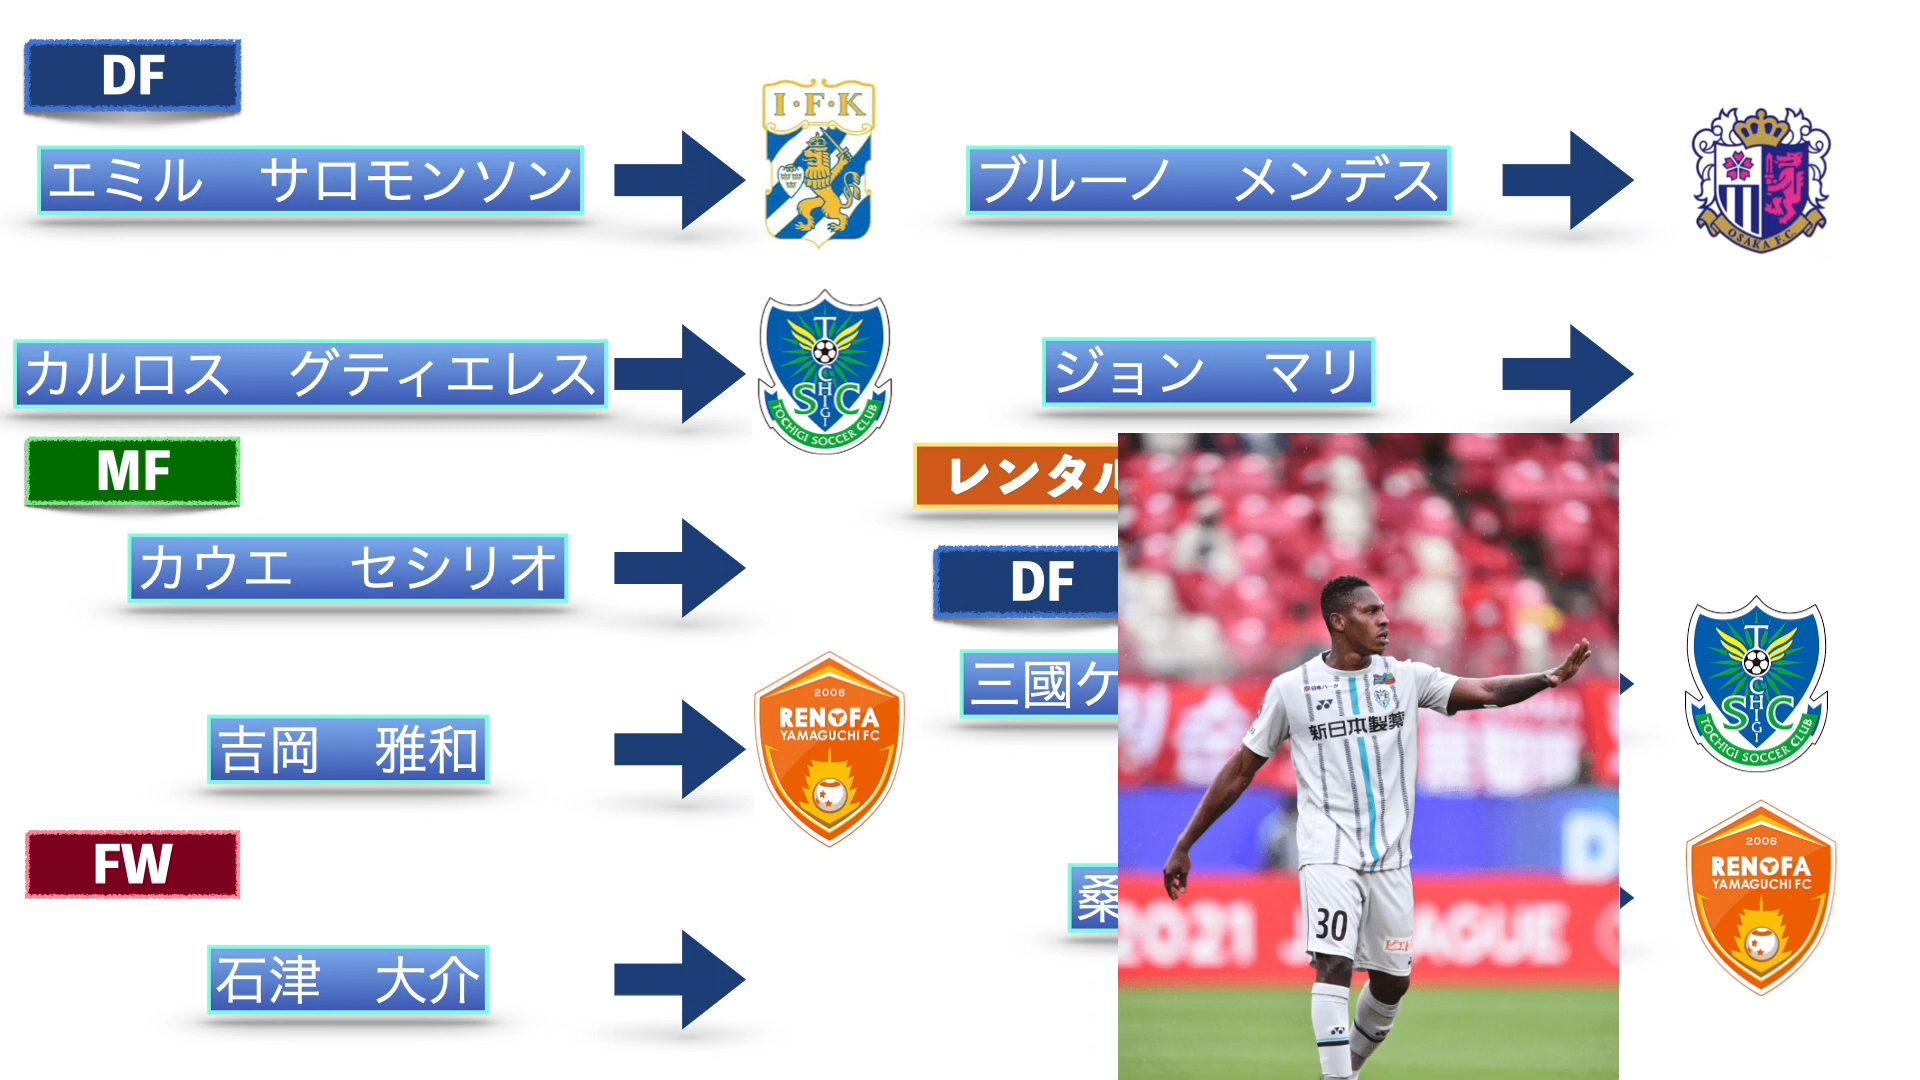 DF
エミル　サロモンソン
I・F・K
カルロス　グティエレス
TOCHIGI
SC
TOCHIGI SOCCER CLUB
MF
カウエ　セシリオ
吉岡　雅和
2006
RENOFA
YAMAGUCHI FC
FW
石津　大介
ブルーノ　メンデス
OSAKA F.C.
ジョン　マリ
レンタル
DF
三國ケ
TOCHIGI
SC
TOCHIGI SOCCER CLUB
桑
2006
RENOFA
YAMAGUCHI FC
新日本製薬
30
2021 J.LEAGUE